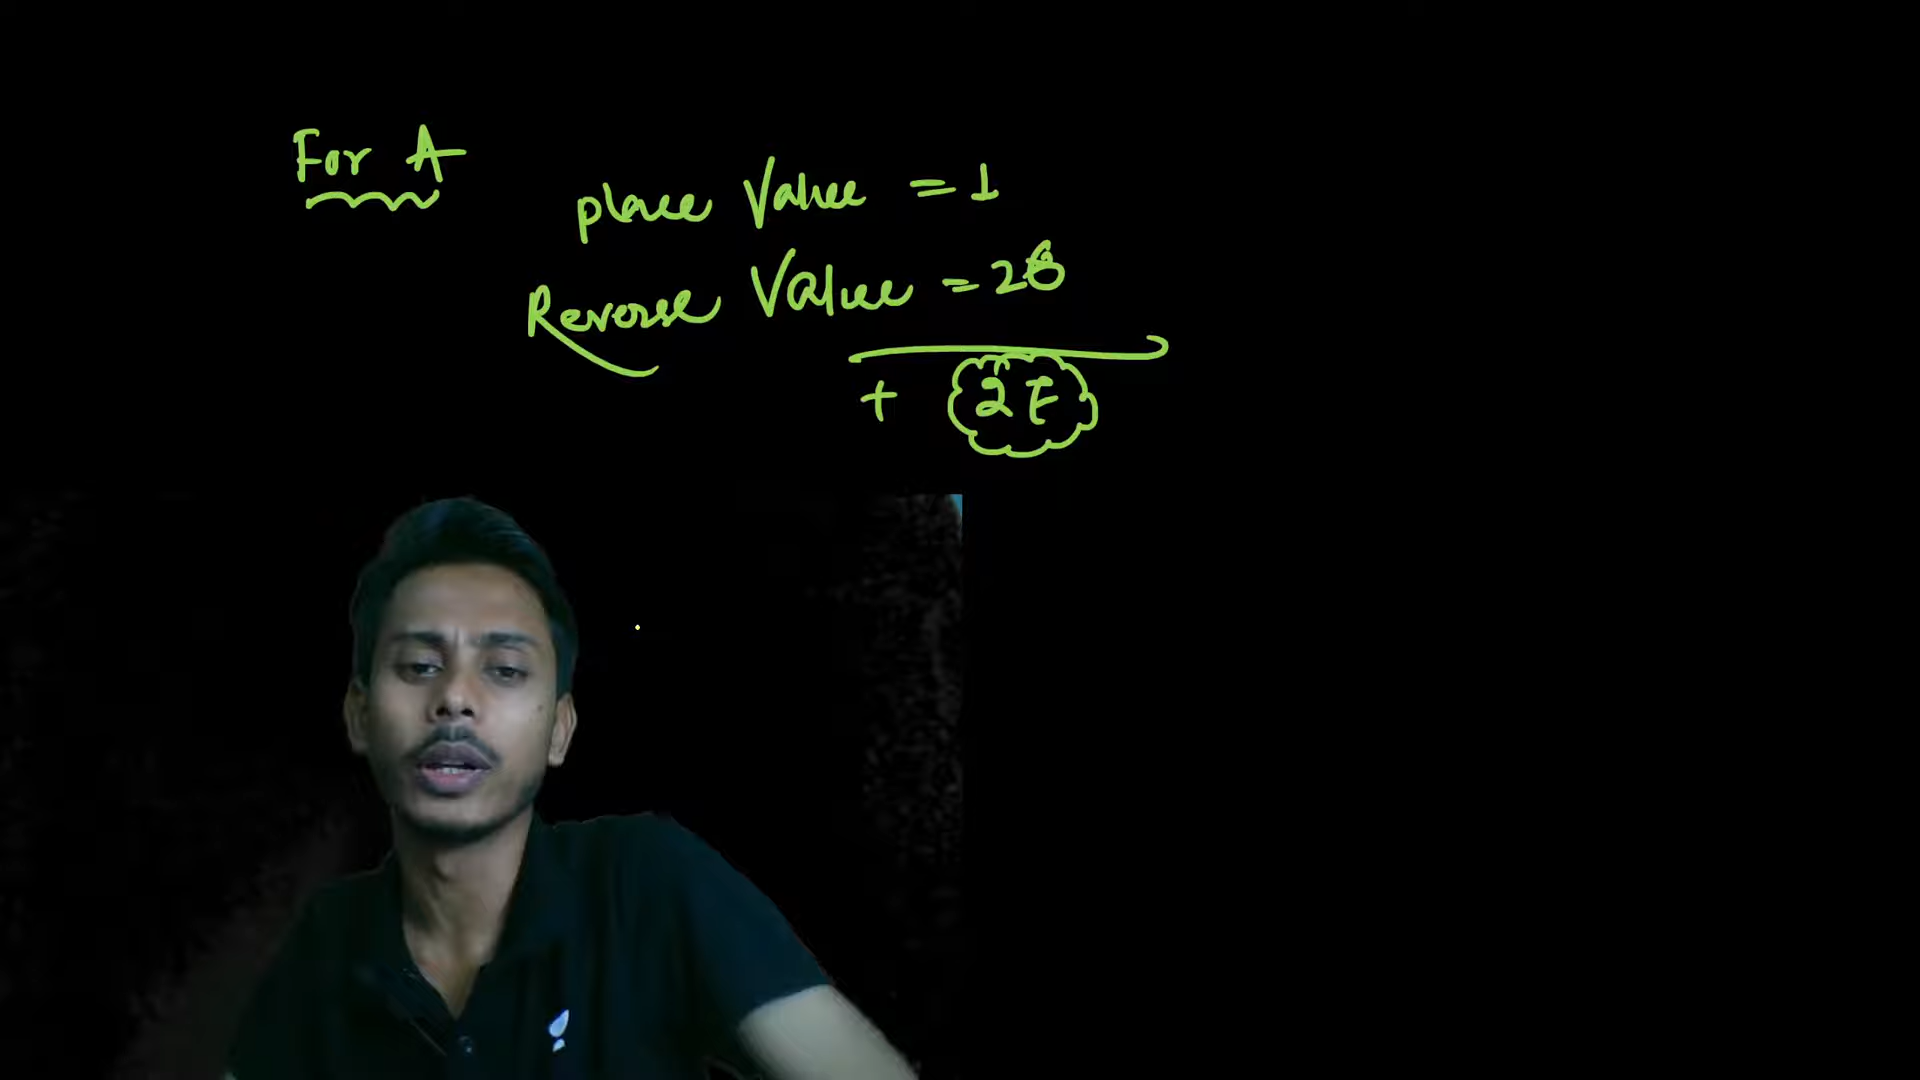 For A
place Value = 1
Reverse Value = 26
+ 27